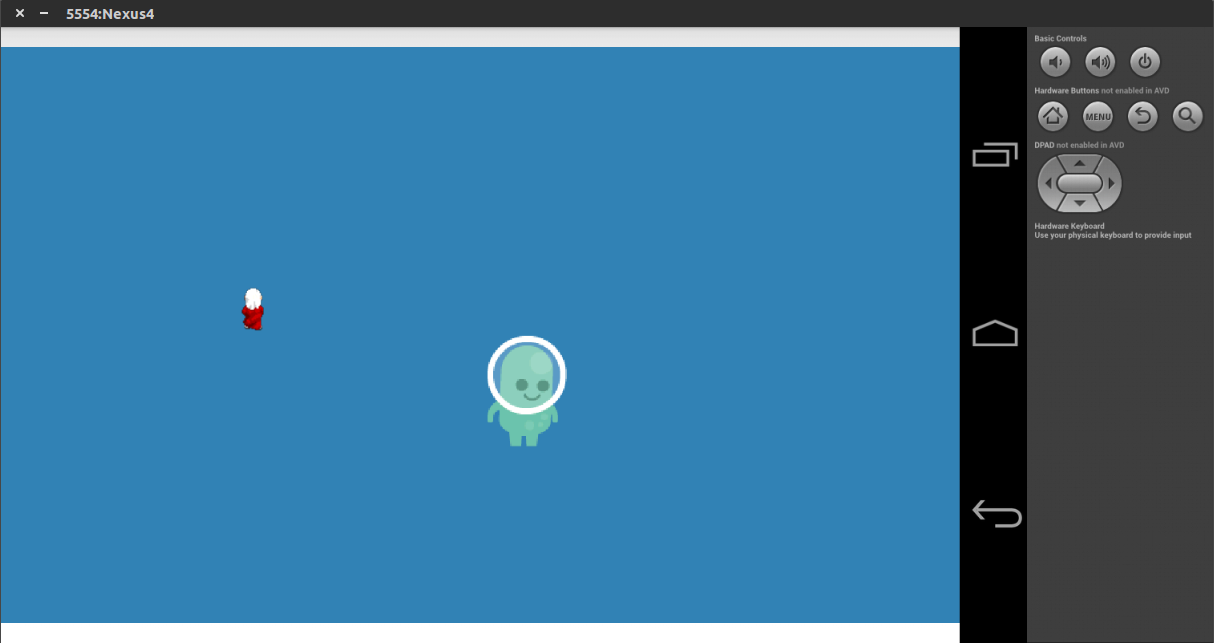 5554:Nexus4
Basic Controls
Hardware Buttons not enabled in AVD
MENU
DPAD not enabled in AVD
Hardware Keyboard
Use your physical keyboard to provide input